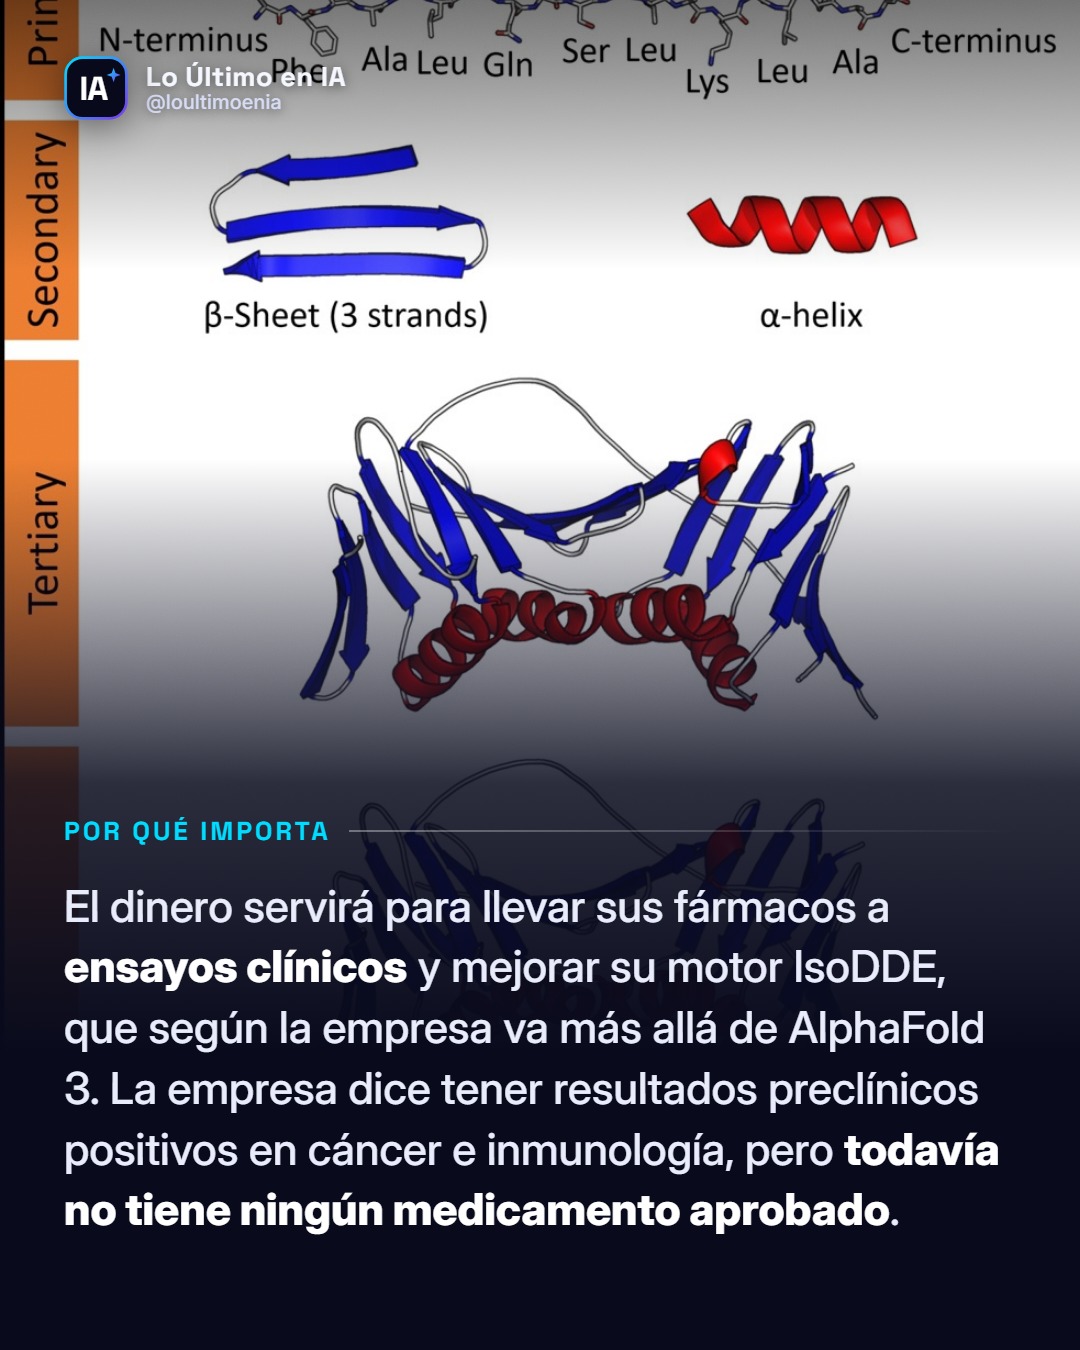 Prin
N-terminus
Phe
Ala
Leu
Gln
Ser
Leu
Lys
Leu
Ala
C-terminus
IA
Lo Último en IA
@loultimoenia
Secondary
β-Sheet (3 strands)
α-helix
Tertiary
POR QUÉ IMPORTA
El dinero servirá para llevar sus fármacos a
ensayos clínicos y mejorar su motor IsoDDE,
que según la empresa va más allá de AlphaFold
3. La empresa dice tener resultados preclínicos
positivos en cáncer e inmunología, pero todavía
no tiene ningún medicamento aprobado.